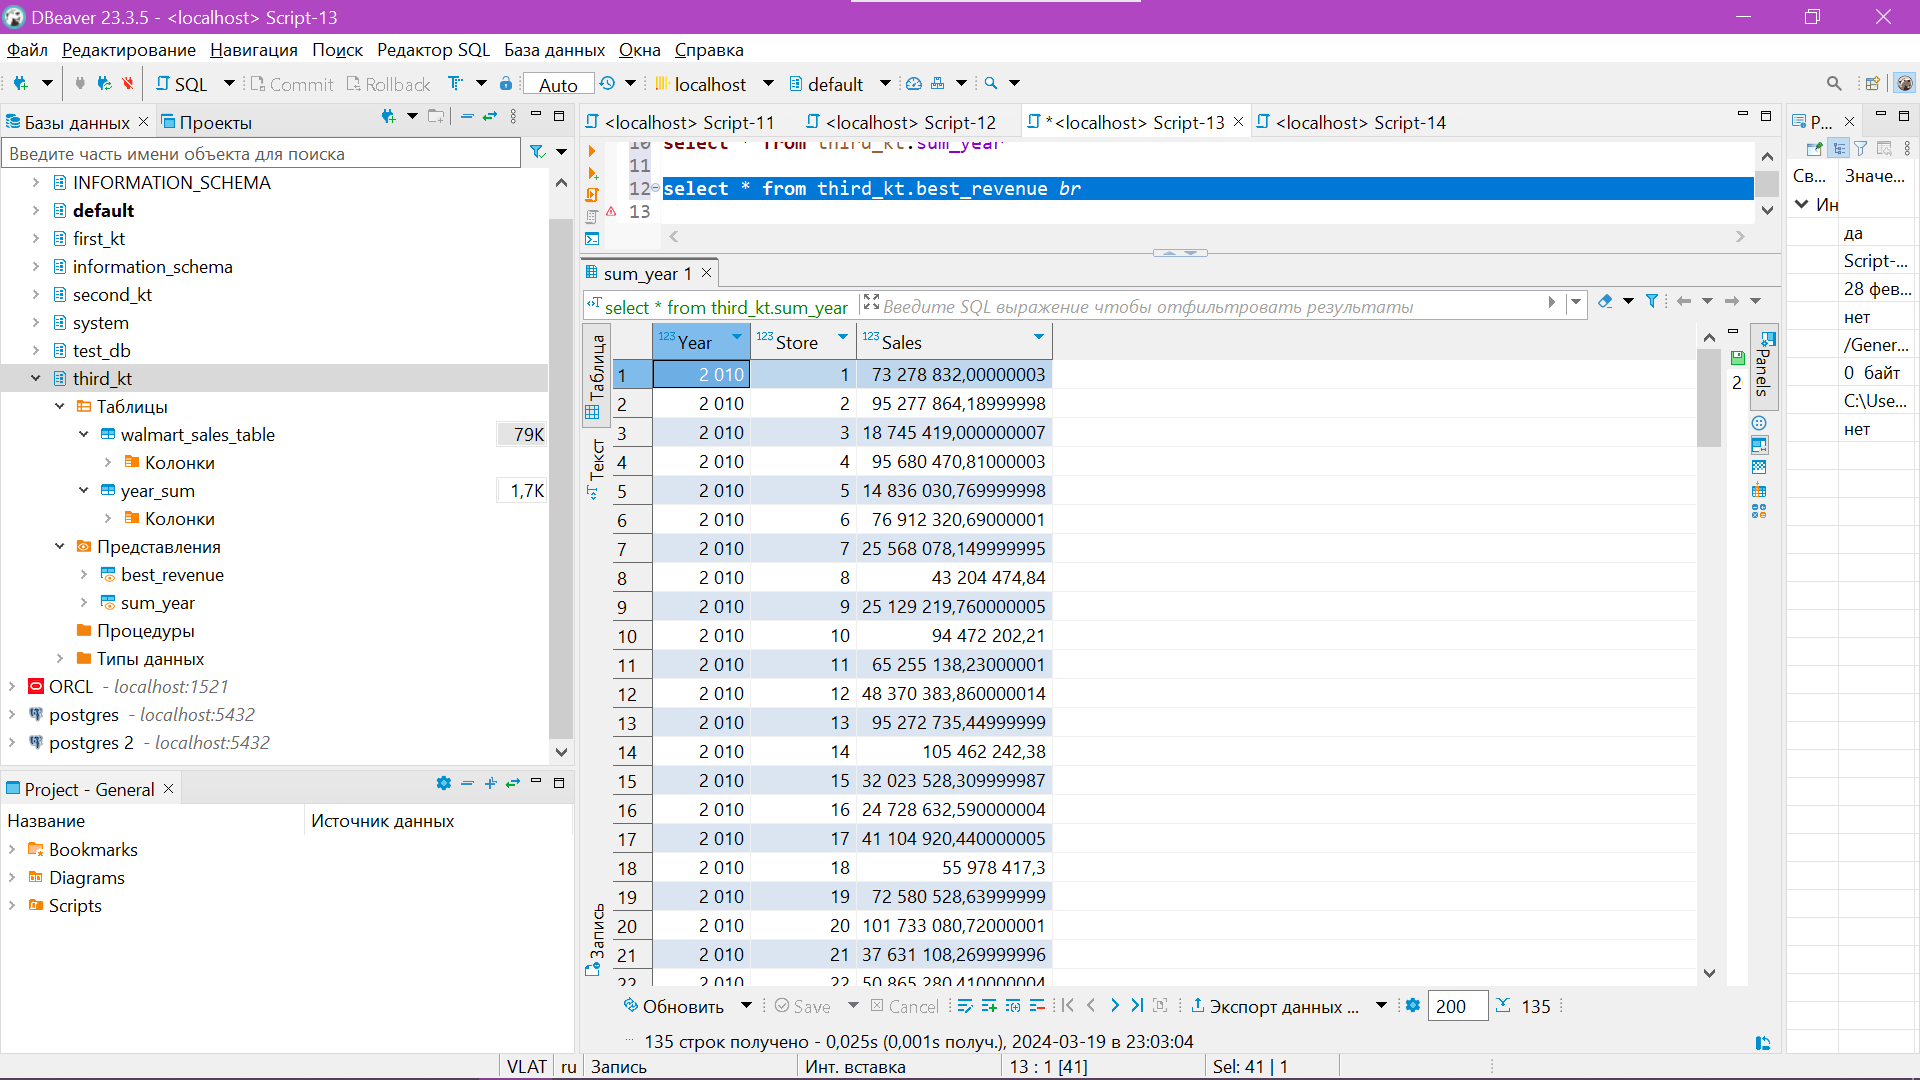 DBeaver 23.3.5 - <localhost> Script-13
Файл Редактирование Навигация Поиск Редактор SQL База данных Окна Справка
SQL Commit Rollback Auto localhost default
Базы данных Проекты
Введите часть имени объекта для поиска
INFORMATION_SCHEMA
default
first_kt
information_schema
second_kt
system
test_db
third_kt
Таблицы
walmart_sales_table 79K
Колонки
year_sum 1,7K
Колонки
Представления
best_revenue
sum_year
Процедуры
Типы данных
ORCL - localhost:1521
postgres - localhost:5432
postgres 2 - localhost:5432
Project - General
Название Источник данных
Bookmarks
Diagrams
Scripts
<localhost> Script-11 <localhost> Script-12 *<localhost> Script-13 <localhost> Script-14
10 select * from third_kt.sum_year
11
12 select * from third_kt.best_revenue br
13
sum_year 1
select * from third_kt.sum_year Введите SQL выражение чтобы отфильтровать результаты
Таблица
Текст
Запись
123 Year 123 Store 123 Sales
1 2 010 1 73 278 832,00000003
2 2 010 2 95 277 864,18999998
3 2 010 3 18 745 419,000000007
4 2 010 4 95 680 470,81000003
5 2 010 5 14 836 030,769999998
6 2 010 6 76 912 320,69000001
7 2 010 7 25 568 078,149999995
8 2 010 8 43 204 474,84
9 2 010 9 25 129 219,760000005
10 2 010 10 94 472 202,21
11 2 010 11 65 255 138,23000001
12 2 010 12 48 370 383,860000014
13 2 010 13 95 272 735,44999999
14 2 010 14 105 462 242,38
15 2 010 15 32 023 528,309999987
16 2 010 16 24 728 632,590000004
17 2 010 17 41 104 920,440000005
18 2 010 18 55 978 417,3
19 2 010 19 72 580 528,63999999
20 2 010 20 101 733 080,72000001
21 2 010 21 37 631 108,269999996
22 2 010 22 50 865 280,410000004
2
Panels
Обновить Save Cancel Экспорт данных ... 200 135
135 строк получено - 0,025s (0,001s получ.), 2024-03-19 в 23:03:04
Р...
Св... Значе...
Ин
да
Script-...
28 фев...
нет
/Gener...
0 байт
C:\Use...
нет
VLAT ru Запись Инт. вставка 13 : 1 [41] Sel: 41 | 1